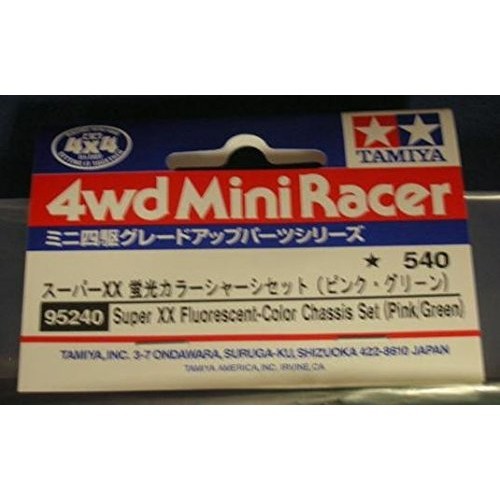 4x4
TAMIYA
4wd Mini Racer
ミニ四駆グレードアップパーツシリーズ
★ 540
スーパーXX 蛍光カラーシャーシセット（ピンク・グリーン）
95240 Super XX Fluorescent-Color Chassis Set (Pink/Green)
TAMIYA, INC. 3-7 ONDAWARA, SURUGA-KU, SHIZUOKA 422-8610 JAPAN
TAMIYA AMERICA, INC. IRVINE, CA